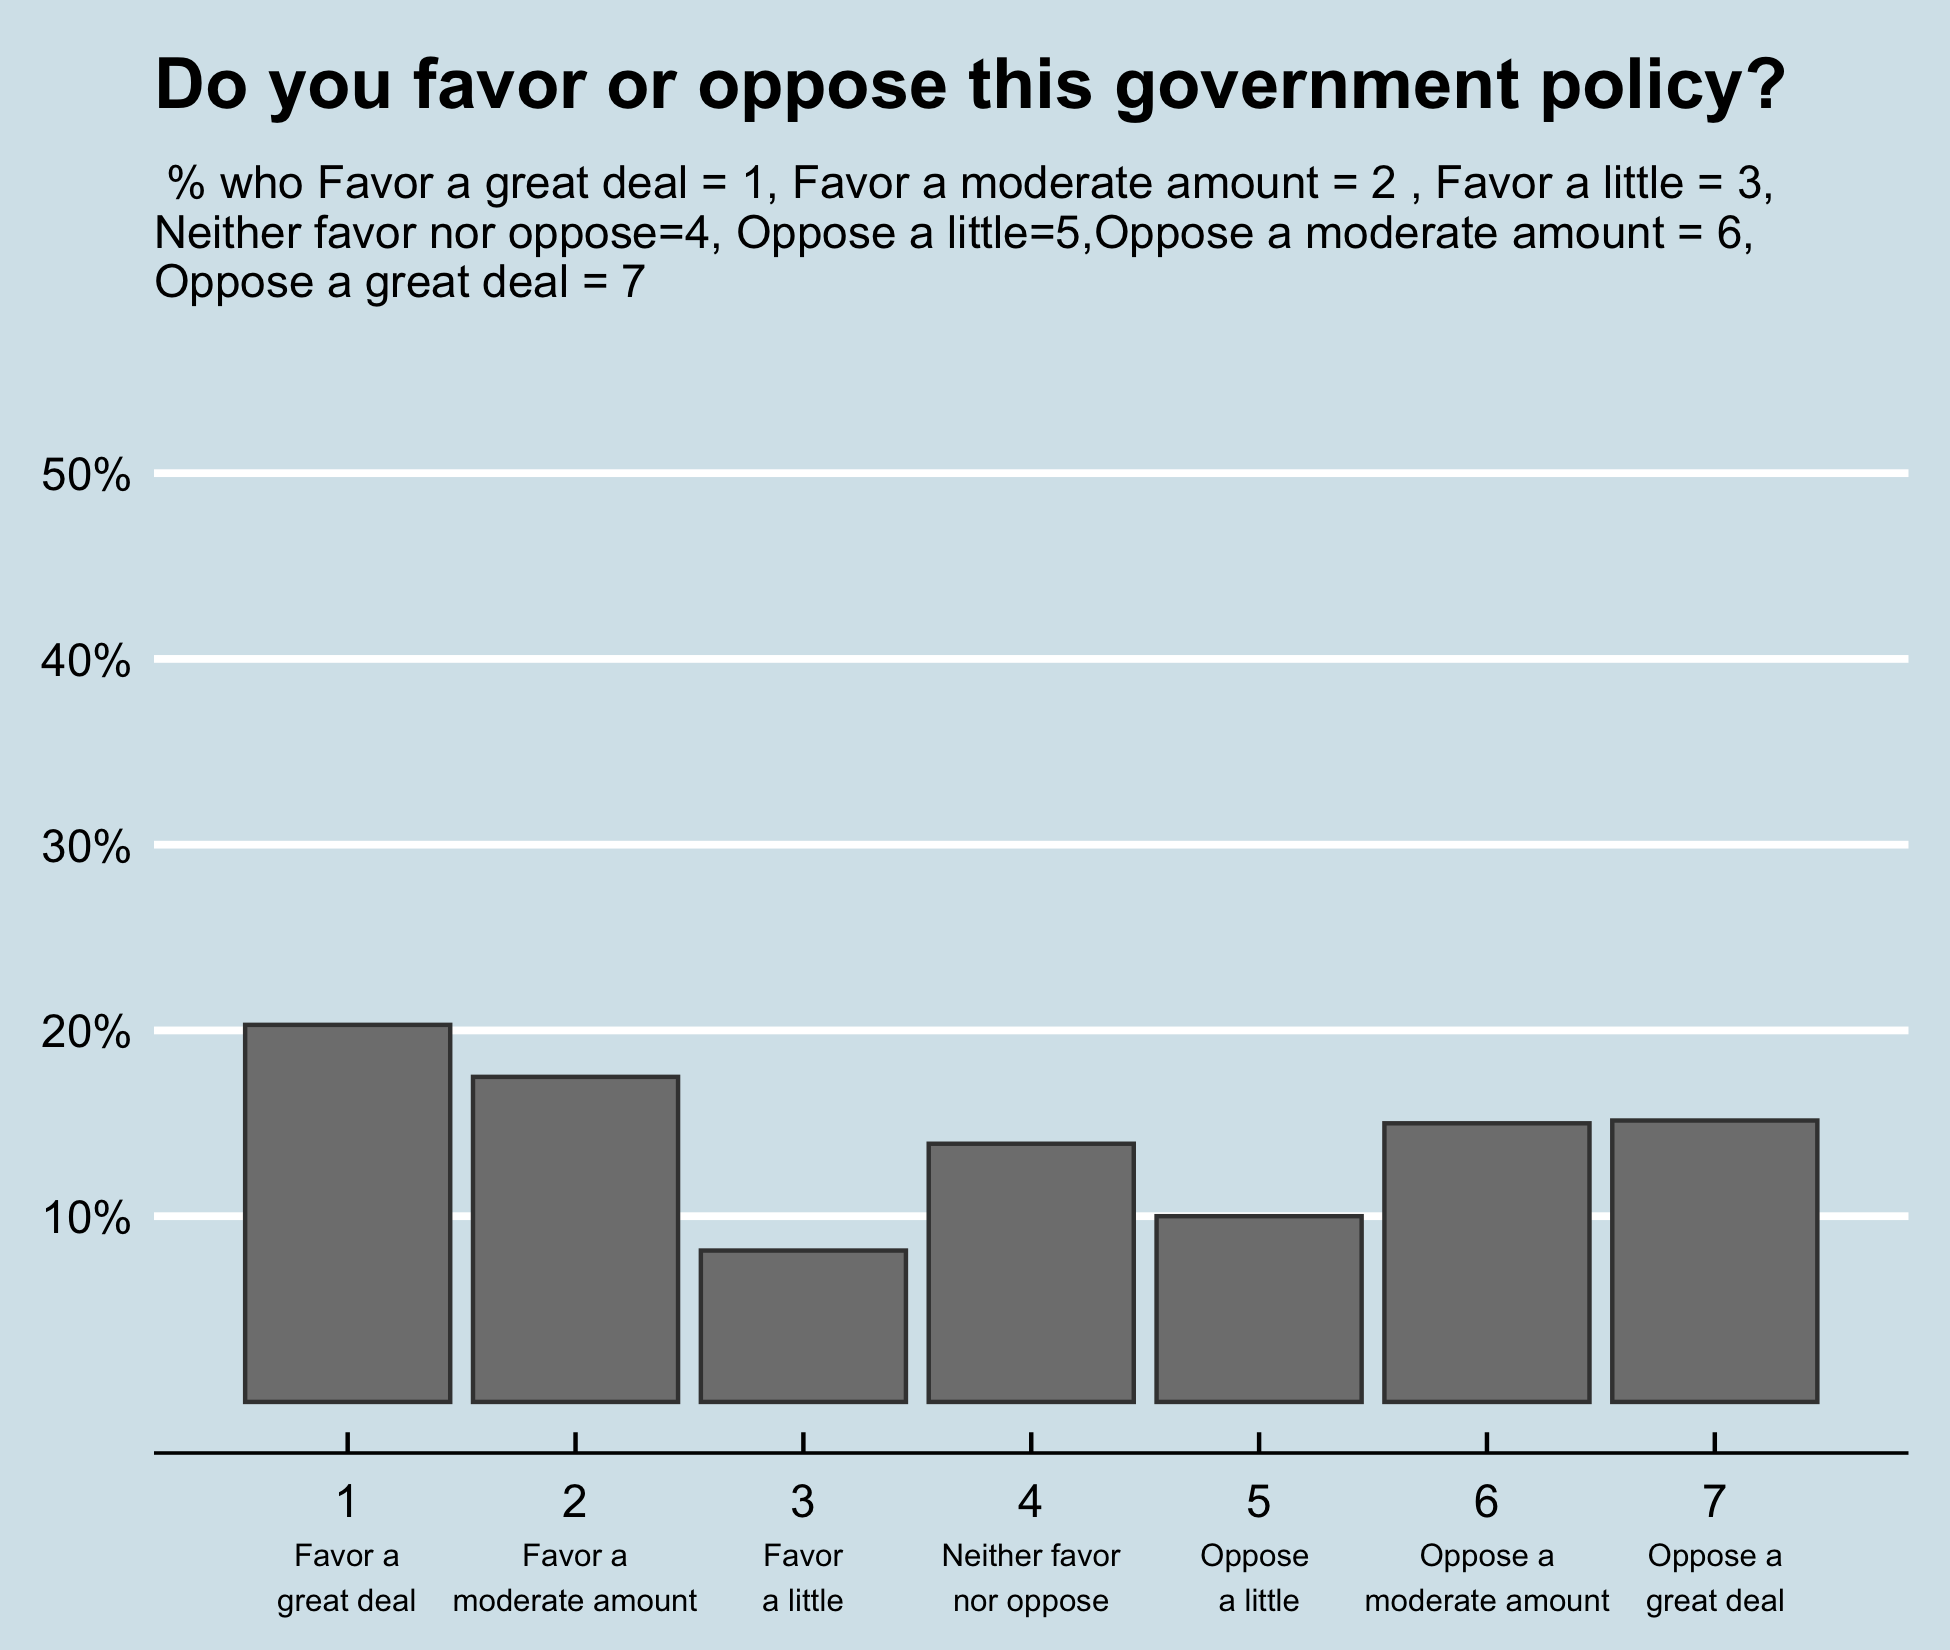 Do you favor or oppose this government policy?
% who Favor a great deal = 1, Favor a moderate amount = 2 , Favor a little = 3,
Neither favor nor oppose=4, Oppose a little=5,Oppose a moderate amount = 6,
Oppose a great deal = 7
50%
40%
30%
20%
10%
1 2 3 4 5 6 7
Favor a Favor a Favor Neither favor Oppose Oppose a Oppose a
great deal moderate amount a little nor oppose a little moderate amount great deal